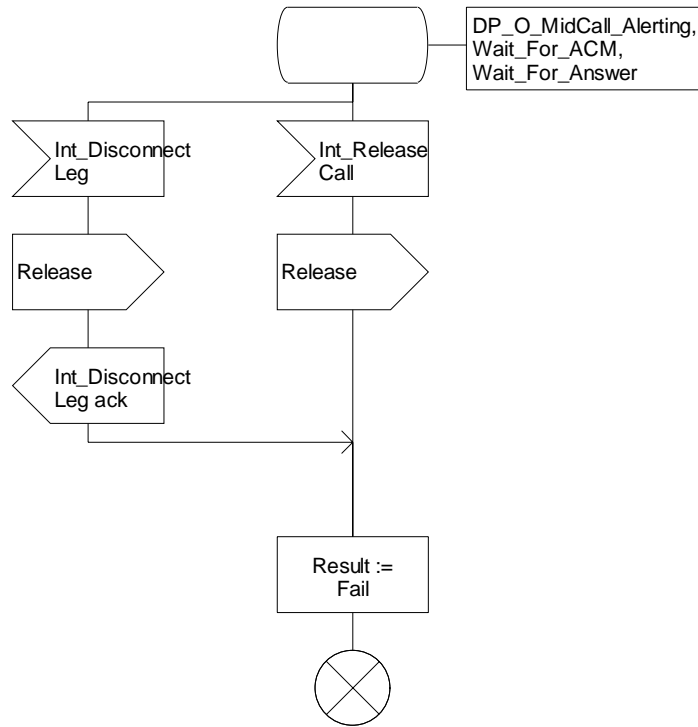 DP_O_MidCall_Alerting,
Wait_For_ACM,
Wait_For_Answer
Int_Disconnect
Leg
Int_Release
Call
Release
Release
Int_Disconnect
Leg ack
Result :=
Fail